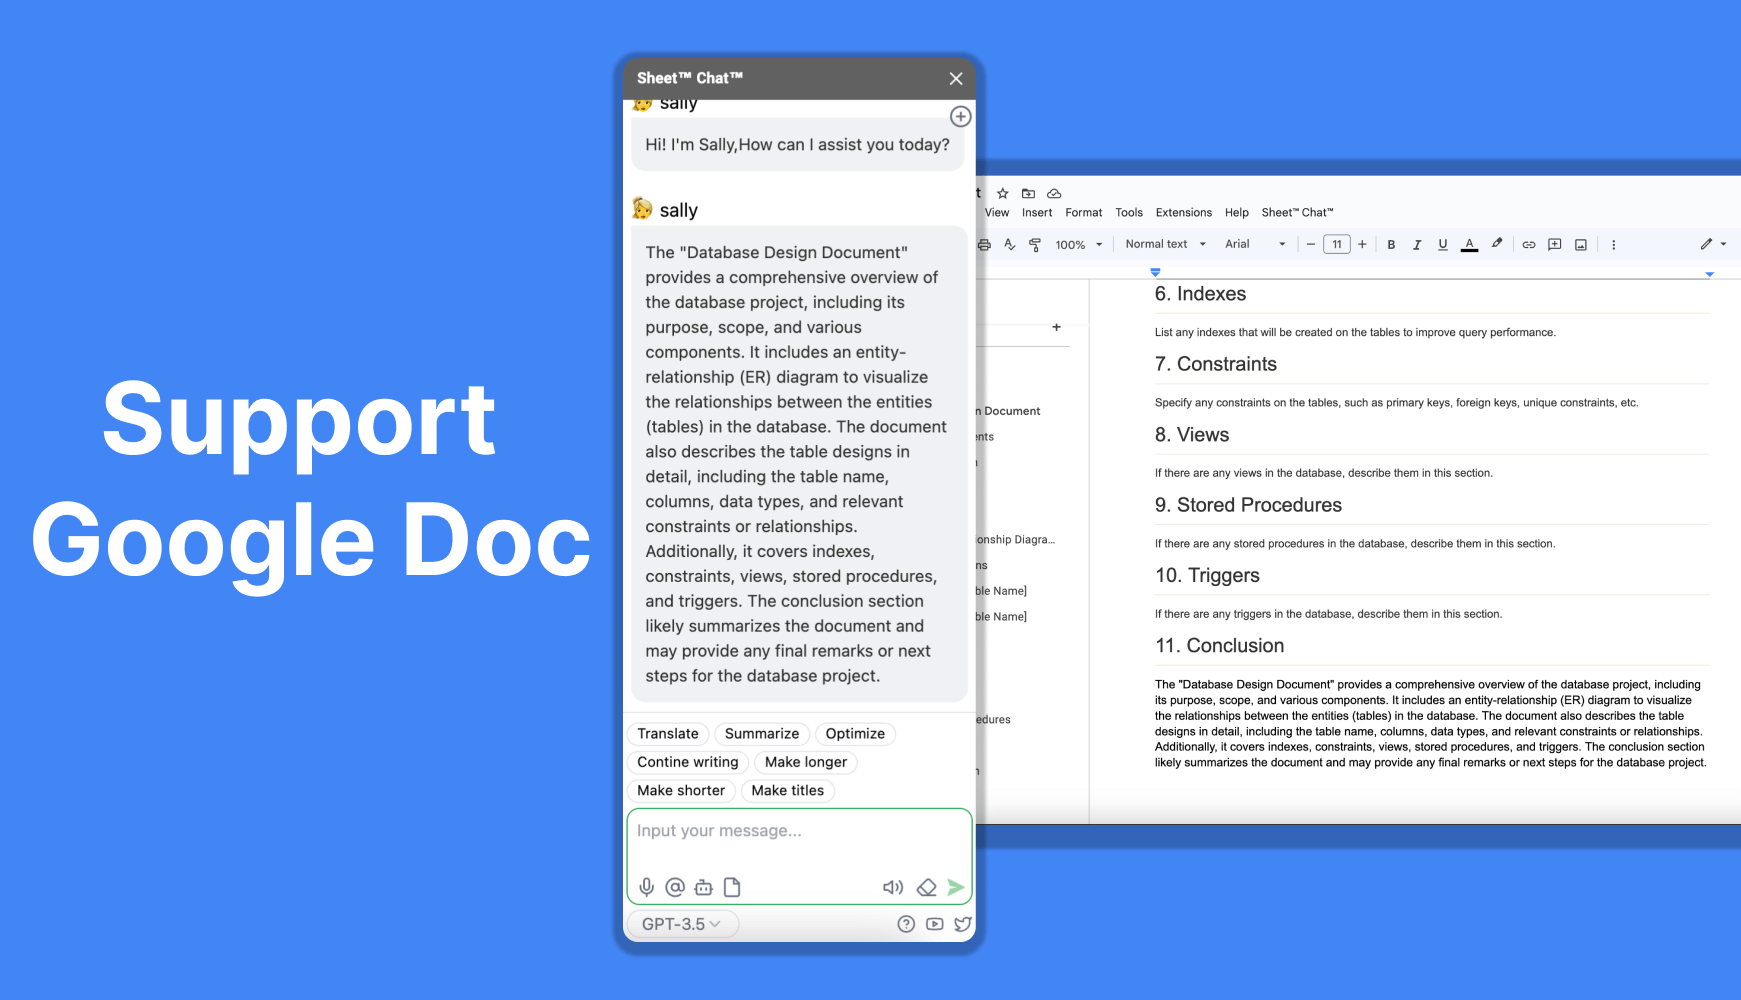 Support
Google Doc
Sheet™ Chat™
sally
Hi! I'm Sally,How can I assist you today?
sally
The "Database Design Document"
provides a comprehensive overview of
the database project, including its
purpose, scope, and various
components. It includes an entity-
relationship (ER) diagram to visualize
the relationships between the entities
(tables) in the database. The document
also describes the table designs in
detail, including the table name,
columns, data types, and relevant
constraints or relationships.
Additionally, it covers indexes,
constraints, views, stored procedures,
and triggers. The conclusion section
likely summarizes the document and
may provide any final remarks or next
steps for the database project.
Translate Summarize Optimize
Contine writing Make longer
Make shorter Make titles
Input your message...
GPT-3.5
t
View Insert Format Tools Extensions Help Sheet™ Chat™
100% Normal text Arial 11 B I U A
n Document
ents
n
onship Diagra...
ns
ble Name]
ble Name]
edures
n
6. Indexes
List any indexes that will be created on the tables to improve query performance.
7. Constraints
Specify any constraints on the tables, such as primary keys, foreign keys, unique constraints, etc.
8. Views
If there are any views in the database, describe them in this section.
9. Stored Procedures
If there are any stored procedures in the database, describe them in this section.
10. Triggers
If there are any triggers in the database, describe them in this section.
11. Conclusion
The "Database Design Document" provides a comprehensive overview of the database project, including
its purpose, scope, and various components. It includes an entity-relationship (ER) diagram to visualize
the relationships between the entities (tables) in the database. The document also describes the table
designs in detail, including the table name, columns, data types, and relevant constraints or relationships.
Additionally, it covers indexes, constraints, views, stored procedures, and triggers. The conclusion section
likely summarizes the document and may provide any final remarks or next steps for the database project.